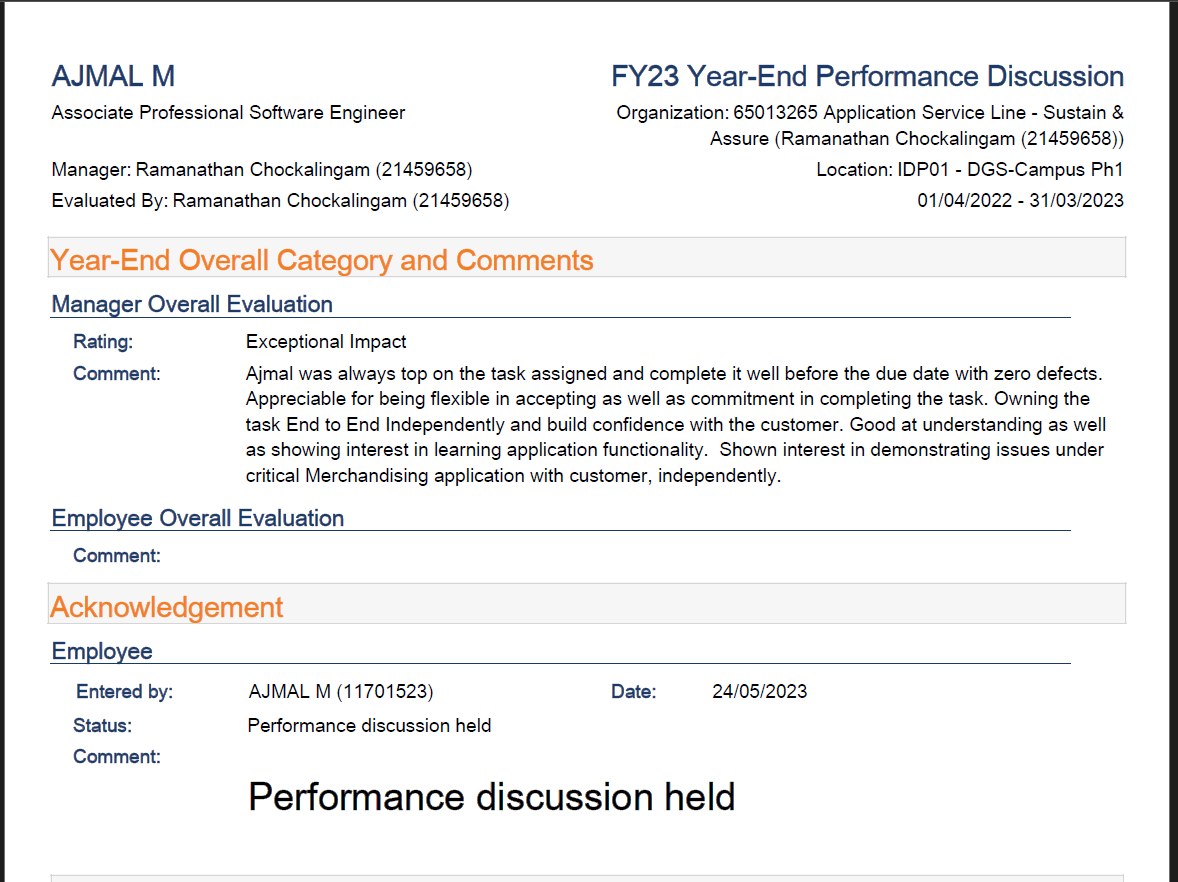 AJMAL M
FY23 Year-End Performance Discussion
Associate Professional Software Engineer
Organization: 65013265 Application Service Line - Sustain &
Assure (Ramanathan Chockalingam (21459658))
Manager: Ramanathan Chockalingam (21459658)
Location: IDP01 - DGS-Campus Ph1
Evaluated By: Ramanathan Chockalingam (21459658)
01/04/2022 - 31/03/2023
Year-End Overall Category and Comments
Manager Overall Evaluation
Rating: Exceptional Impact
Comment: Ajmal was always top on the task assigned and complete it well before the due date with zero defects.
Appreciable for being flexible in accepting as well as commitment in completing the task. Owning the
task End to End Independently and build confidence with the customer. Good at understanding as well
as showing interest in learning application functionality.  Shown interest in demonstrating issues under
critical Merchandising application with customer, independently.
Employee Overall Evaluation
Comment:
Acknowledgement
Employee
Entered by: AJMAL M (11701523) Date: 24/05/2023
Status: Performance discussion held
Comment:
Performance discussion held